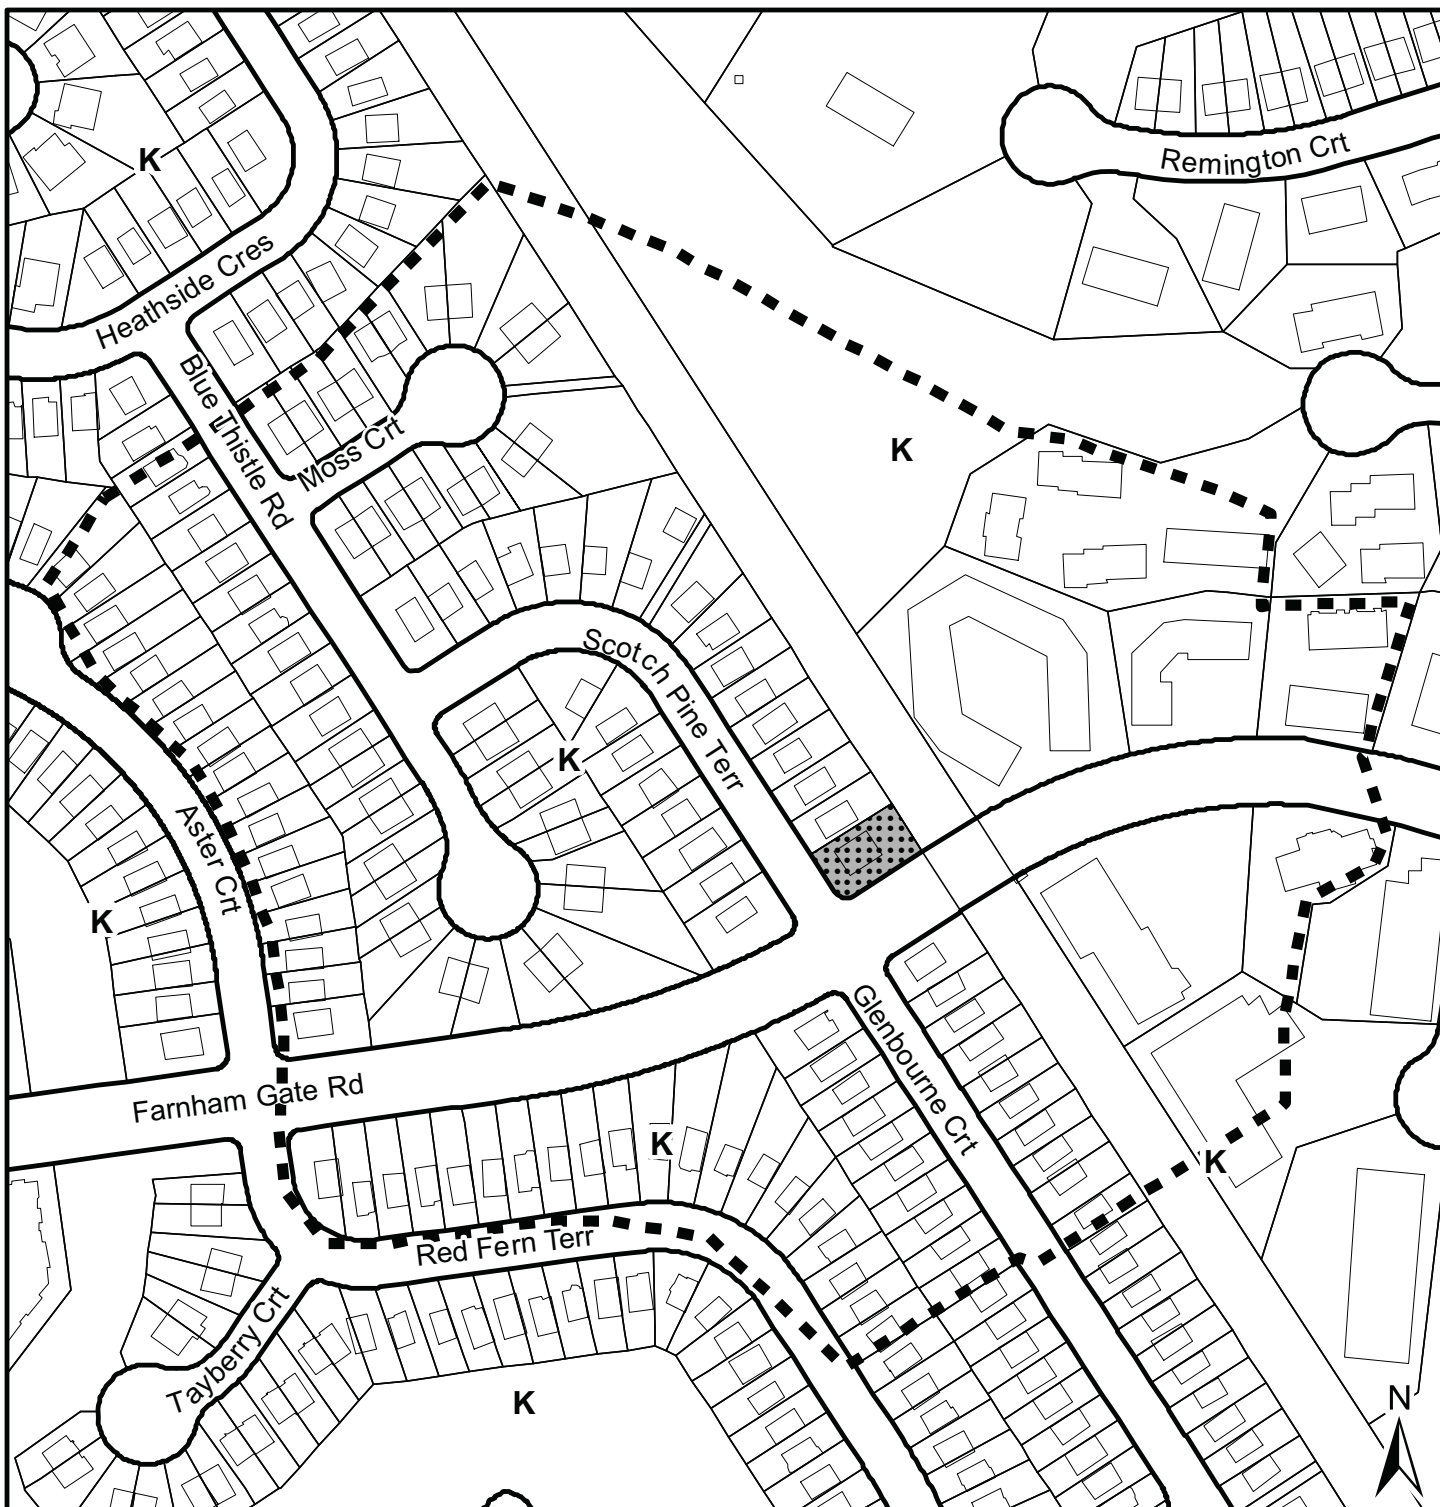 K
Remington Crt
Heathside Cres
Blue Thistle Rd
Moss Crt
K
Scotch Pine Terr
K
Aster Crt
K
Glenbourne Crt
Farnham Gate Rd
K
K
Red Fern Terr
Tayberry Crt
K
N